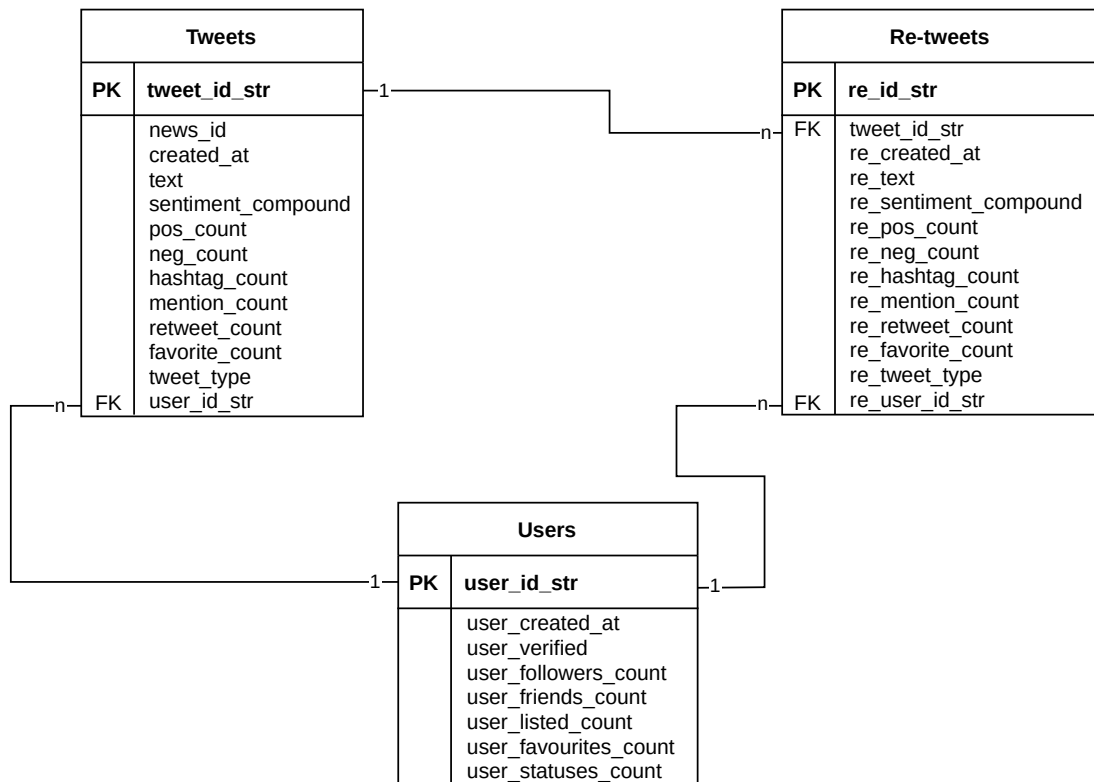 Tweets
PK tweet_id_str
news_id
created_at
text
sentiment_compound
pos_count
neg_count
hashtag_count
mention_count
retweet_count
favorite_count
tweet_type
FK user_id_str
1
n
n
1
Re-tweets
PK re_id_str
FK tweet_id_str
re_created_at
re_text
re_sentiment_compound
re_pos_count
re_neg_count
re_hashtag_count
re_mention_count
re_retweet_count
re_favorite_count
re_tweet_type
FK re_user_id_str
n
1
Users
PK user_id_str
user_created_at
user_verified
user_followers_count
user_friends_count
user_listed_count
user_favourites_count
user_statuses_count